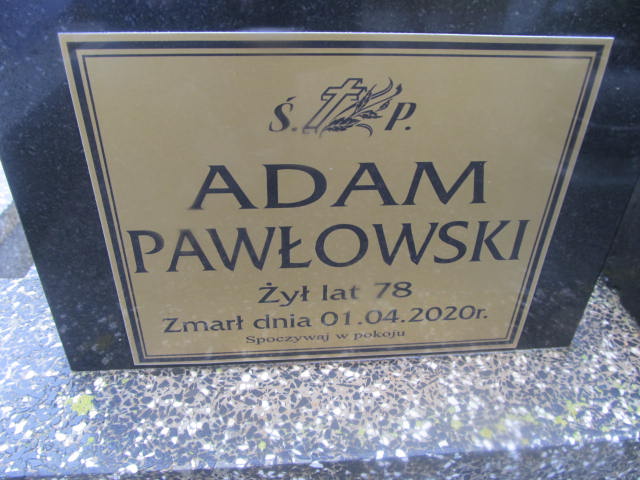 Ś. P.
ADAM
PAWŁOWSKI
Żył lat 78
Zmarł dnia 01.04.2020r.
Spoczywaj w pokoju